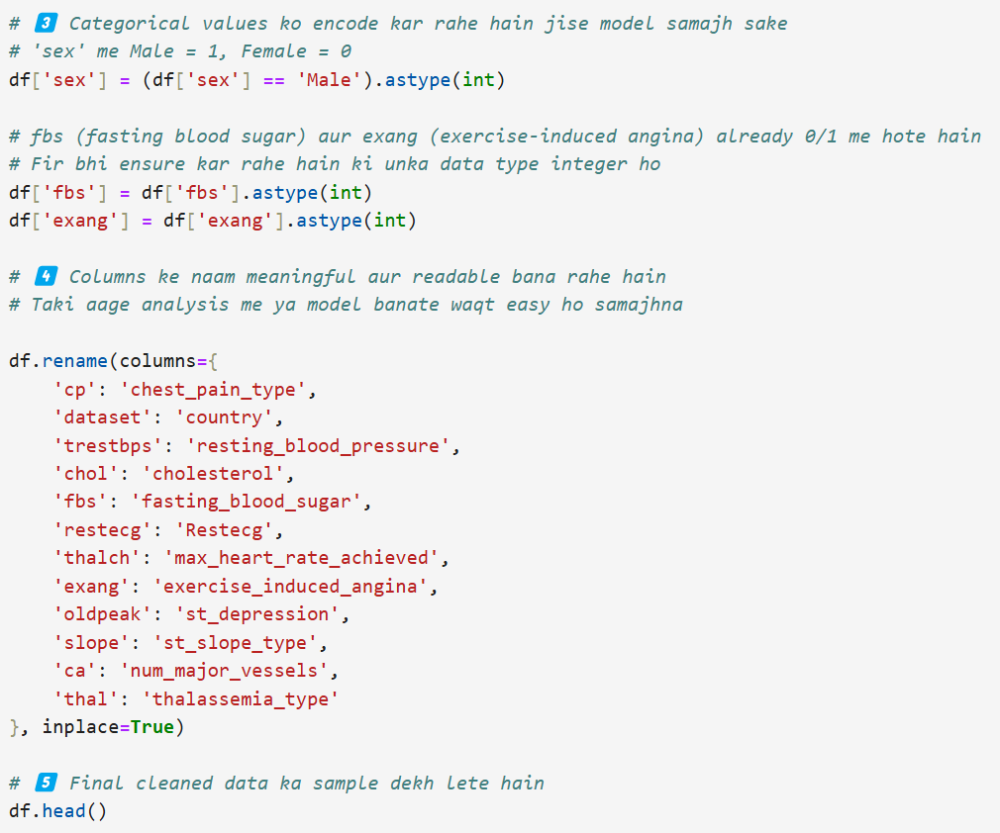 # 3️⃣ Categorical values ko encode kar rahe hain jise model samajh sake
# 'sex' me Male = 1, Female = 0
df['sex'] = (df['sex'] == 'Male').astype(int)
# fbs (fasting blood sugar) aur exang (exercise-induced angina) already 0/1 me hote hain
# Fir bhi ensure kar rahe hain ki unka data type integer ho
df['fbs'] = df['fbs'].astype(int)
df['exang'] = df['exang'].astype(int)
# 4️⃣ Columns ke naam meaningful aur readable bana rahe hain
# Taki aage analysis me ya model banate waqt easy ho samajhna
df.rename(columns={
    'cp': 'chest_pain_type',
    'dataset': 'country',
    'trestbps': 'resting_blood_pressure',
    'chol': 'cholesterol',
    'fbs': 'fasting_blood_sugar',
    'restecg': 'Restecg',
    'thalch': 'max_heart_rate_achieved',
    'exang': 'exercise_induced_angina',
    'oldpeak': 'st_depression',
    'slope': 'st_slope_type',
    'ca': 'num_major_vessels',
    'thal': 'thalassemia_type'
}, inplace=True)
# 5️⃣ Final cleaned data ka sample dekh lete hain
df.head()